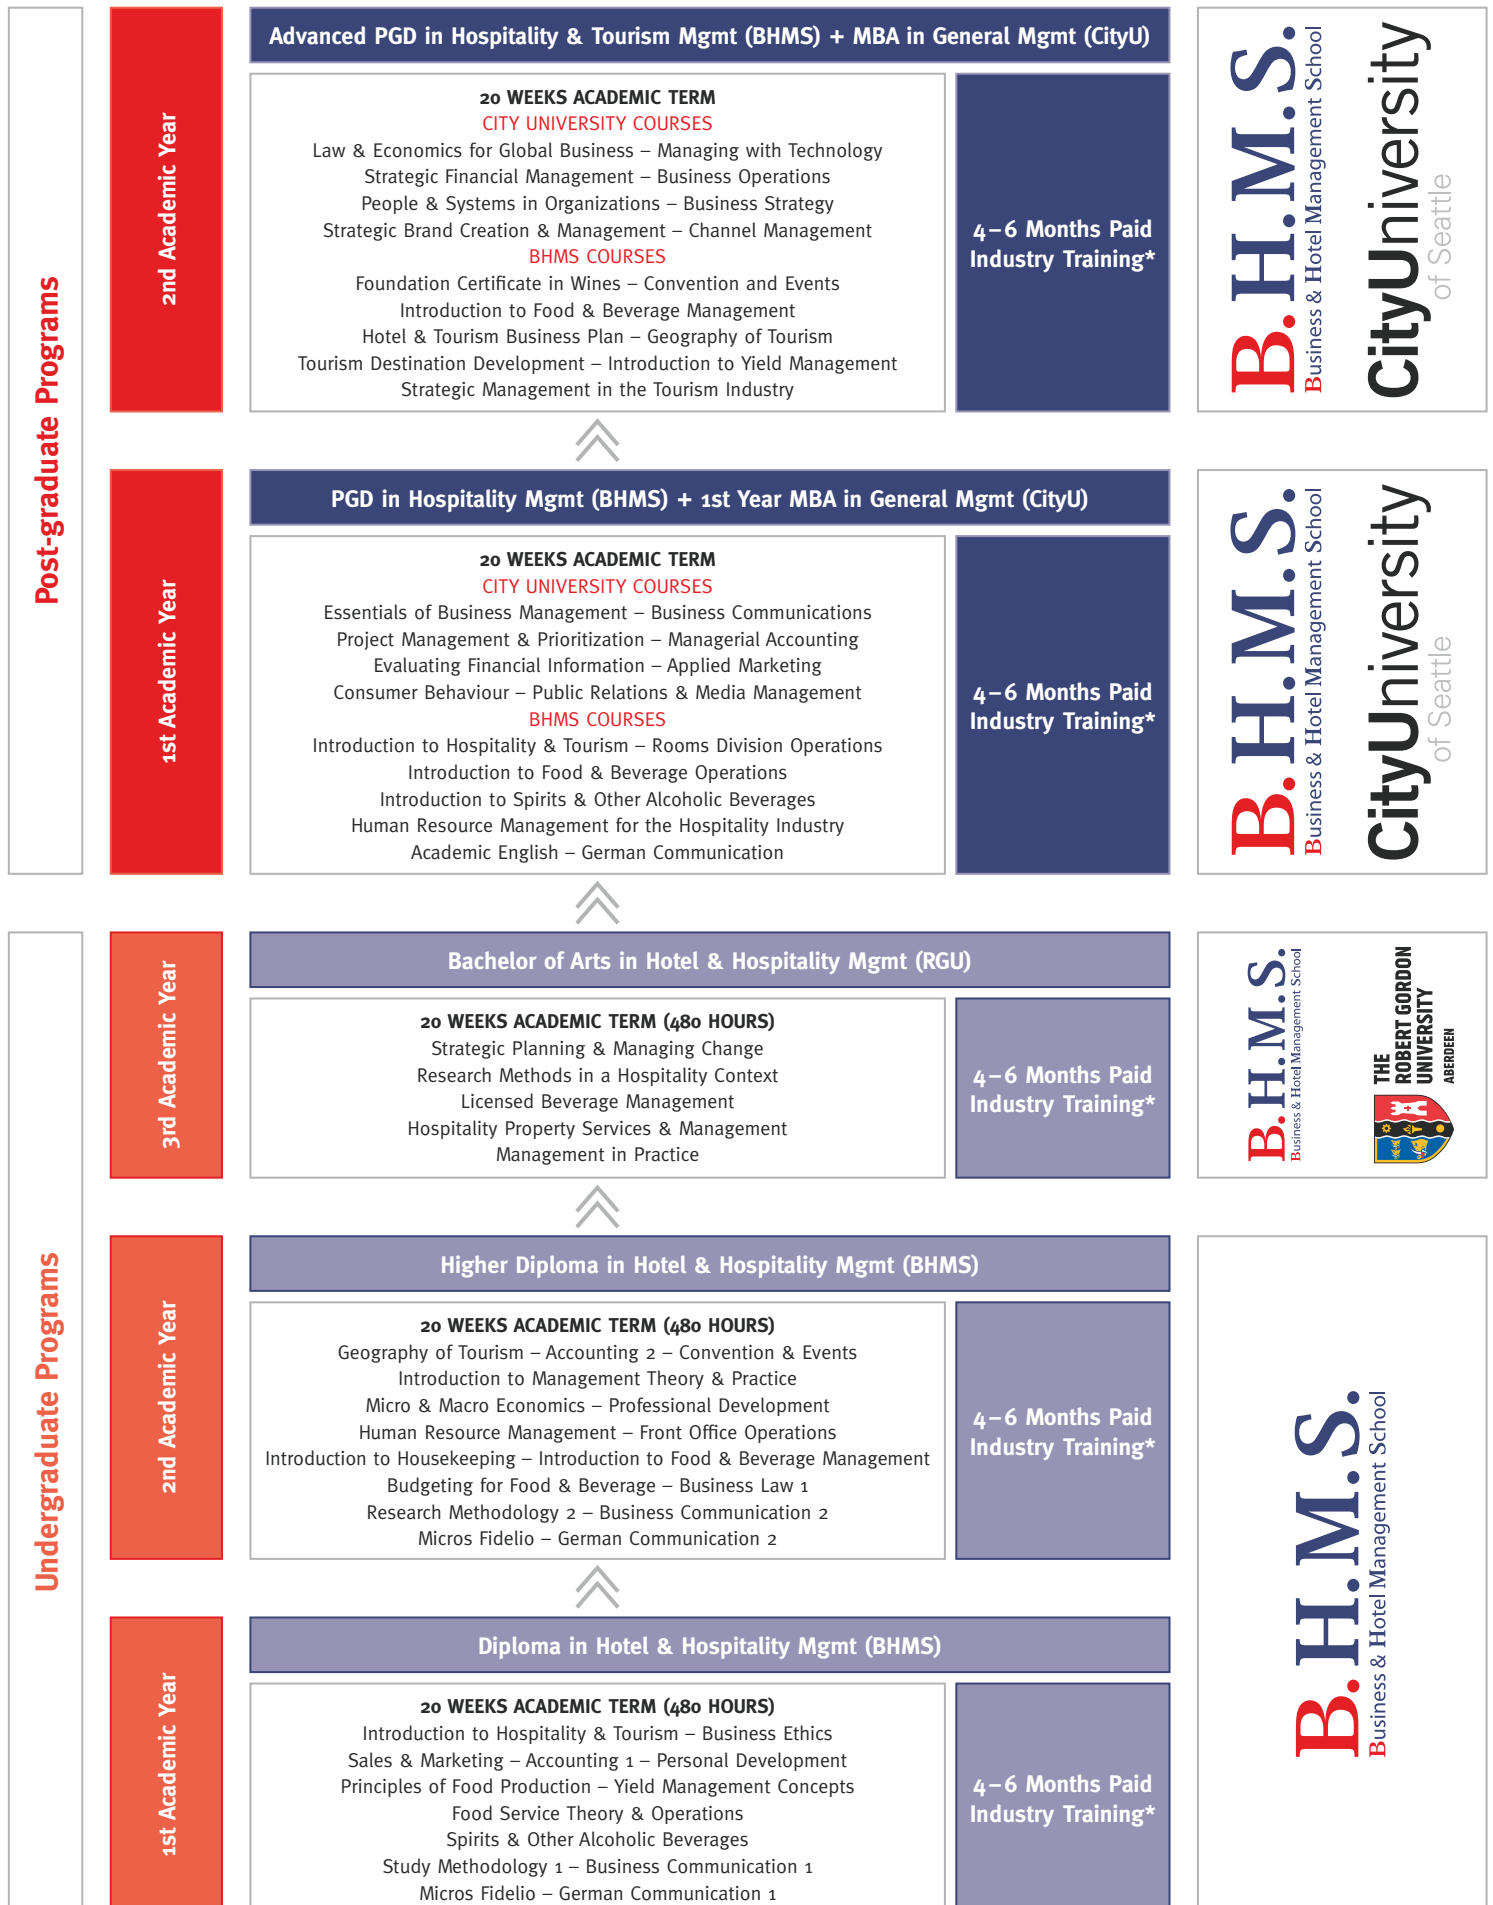 Post-graduate Programs
2nd Academic Year
Advanced PGD in Hospitality & Tourism Mgmt (BHMS) + MBA in General Mgmt (CityU)
20 WEEKS ACADEMIC TERM
CITY UNIVERSITY COURSES
Law & Economics for Global Business – Managing with Technology
Strategic Financial Management – Business Operations
People & Systems in Organizations – Business Strategy
Strategic Brand Creation & Management – Channel Management
BHMS COURSES
Foundation Certificate in Wines – Convention and Events
Introduction to Food & Beverage Management
Hotel & Tourism Business Plan – Geography of Tourism
Tourism Destination Development – Introduction to Yield Management
Strategic Management in the Tourism Industry
4–6 Months Paid
Industry Training*
B.H.M.S.
Business & Hotel Management School
CityUniversity
of Seattle
1st Academic Year
PGD in Hospitality Mgmt (BHMS) + 1st Year MBA in General Mgmt (CityU)
20 WEEKS ACADEMIC TERM
CITY UNIVERSITY COURSES
Essentials of Business Management – Business Communications
Project Management & Prioritization – Managerial Accounting
Evaluating Financial Information – Applied Marketing
Consumer Behaviour – Public Relations & Media Management
BHMS COURSES
Introduction to Hospitality & Tourism – Rooms Division Operations
Introduction to Food & Beverage Operations
Introduction to Spirits & Other Alcoholic Beverages
Human Resource Management for the Hospitality Industry
Academic English – German Communication
4–6 Months Paid
Industry Training*
B.H.M.S.
Business & Hotel Management School
CityUniversity
of Seattle
Undergraduate Programs
3rd Academic Year
Bachelor of Arts in Hotel & Hospitality Mgmt (RGU)
20 WEEKS ACADEMIC TERM (480 HOURS)
Strategic Planning & Managing Change
Research Methods in a Hospitality Context
Licensed Beverage Management
Hospitality Property Services & Management
Management in Practice
4–6 Months Paid
Industry Training*
B.H.M.S.
Business & Hotel Management School
THE
ROBERT GORDON
UNIVERSITY
ABERDEEN
2nd Academic Year
Higher Diploma in Hotel & Hospitality Mgmt (BHMS)
20 WEEKS ACADEMIC TERM (480 HOURS)
Geography of Tourism – Accounting 2 – Convention & Events
Introduction to Management Theory & Practice
Micro & Macro Economics – Professional Development
Human Resource Management – Front Office Operations
Introduction to Housekeeping – Introduction to Food & Beverage Management
Budgeting for Food & Beverage – Business Law 1
Research Methodology 2 – Business Communication 2
Micros Fidelio – German Communication 2
4–6 Months Paid
Industry Training*
B.H.M.S.
Business & Hotel Management School
1st Academic Year
Diploma in Hotel & Hospitality Mgmt (BHMS)
20 WEEKS ACADEMIC TERM (480 HOURS)
Introduction to Hospitality & Tourism – Business Ethics
Sales & Marketing – Accounting 1 – Personal Development
Principles of Food Production – Yield Management Concepts
Food Service Theory & Operations
Spirits & Other Alcoholic Beverages
Study Methodology 1 – Business Communication 1
Micros Fidelio – German Communication 1
4–6 Months Paid
Industry Training*